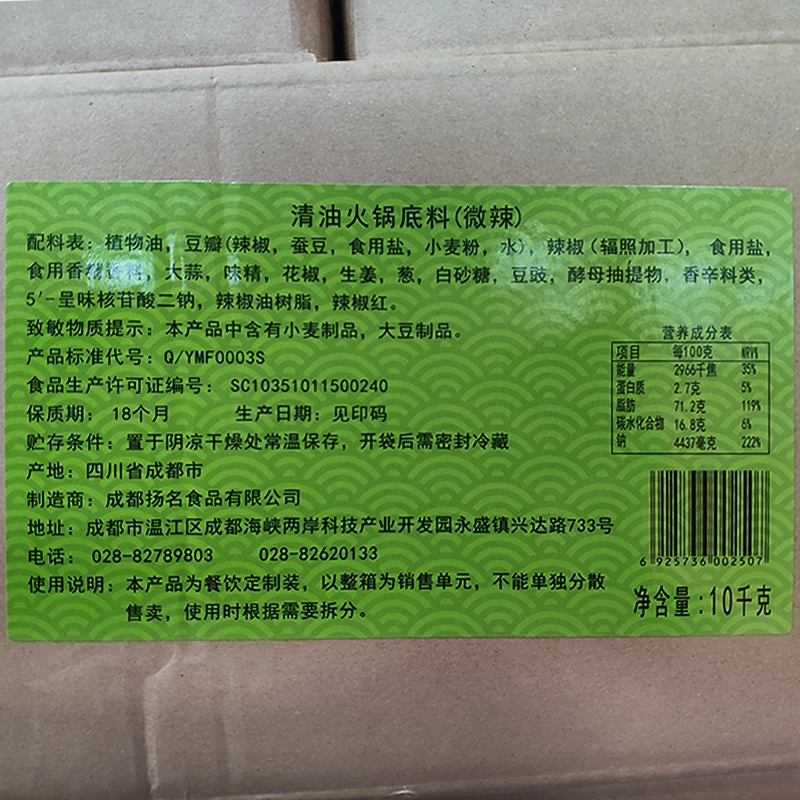 清油火锅底料(微辣)
配料表：植物油，豆瓣(辣椒，蚕豆，食用盐，小麦粉，水)，辣椒（辐照加工)， 食用盐，
食用香料，大蒜，味精，花椒，生姜，葱，白砂糖，豆豉，酵母抽提物，香辛料类，
5'-呈味核苷酸二钠，辣椒油树脂，辣椒红。
致敏物质提示：本产品中含有小麦制品，大豆制品。
产品标准代号：Q/YMF0003S
食品生产许可证编号： SC10351011500240
保质期： 18个月 生产日期：见印码
贮存条件：置于阴凉干燥处常温保存，开袋后需密封冷藏
产地：四川省成都市
制造商：成都扬名食品有限公司
地址：成都市温江区成都海峡两岸科技产业开发园永盛镇兴达路733号
电话： 028-82789803 028-82620133
使用说明：本产品为餐饮定制装，以整箱为销售单元，不能单独分散
售卖，使用时根据需要拆分。
营养成分表
项目 每100克 NRV%
能量 2966千焦 35%
蛋白质 2.7克 5%
脂肪 71.2克 119%
碳水化合物 16.8克 6%
钠 4437毫克 222%
6 925736 002507
净含量：10千克